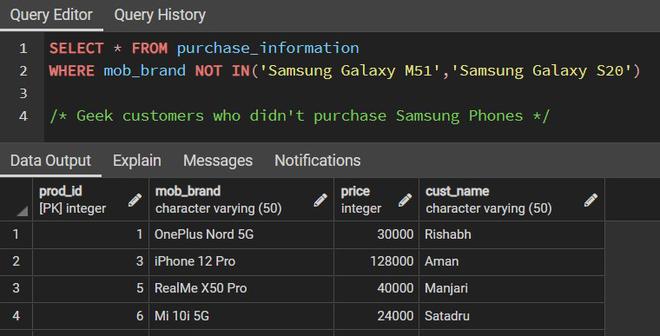 Query Editor Query History
1 SELECT * FROM purchase_information
2 WHERE mob_brand NOT IN('Samsung Galaxy M51','Samsung Galaxy S20')
3
4 /* Geek customers who didn't purchase Samsung Phones */
Data Output Explain Messages Notifications
prod_id mob_brand price cust_name
[PK] integer character varying (50) integer character varying (50)
1 1 OnePlus Nord 5G 30000 Rishabh
2 3 iPhone 12 Pro 128000 Aman
3 5 RealMe X50 Pro 40000 Manjari
4 6 Mi 10i 5G 24000 Satadru